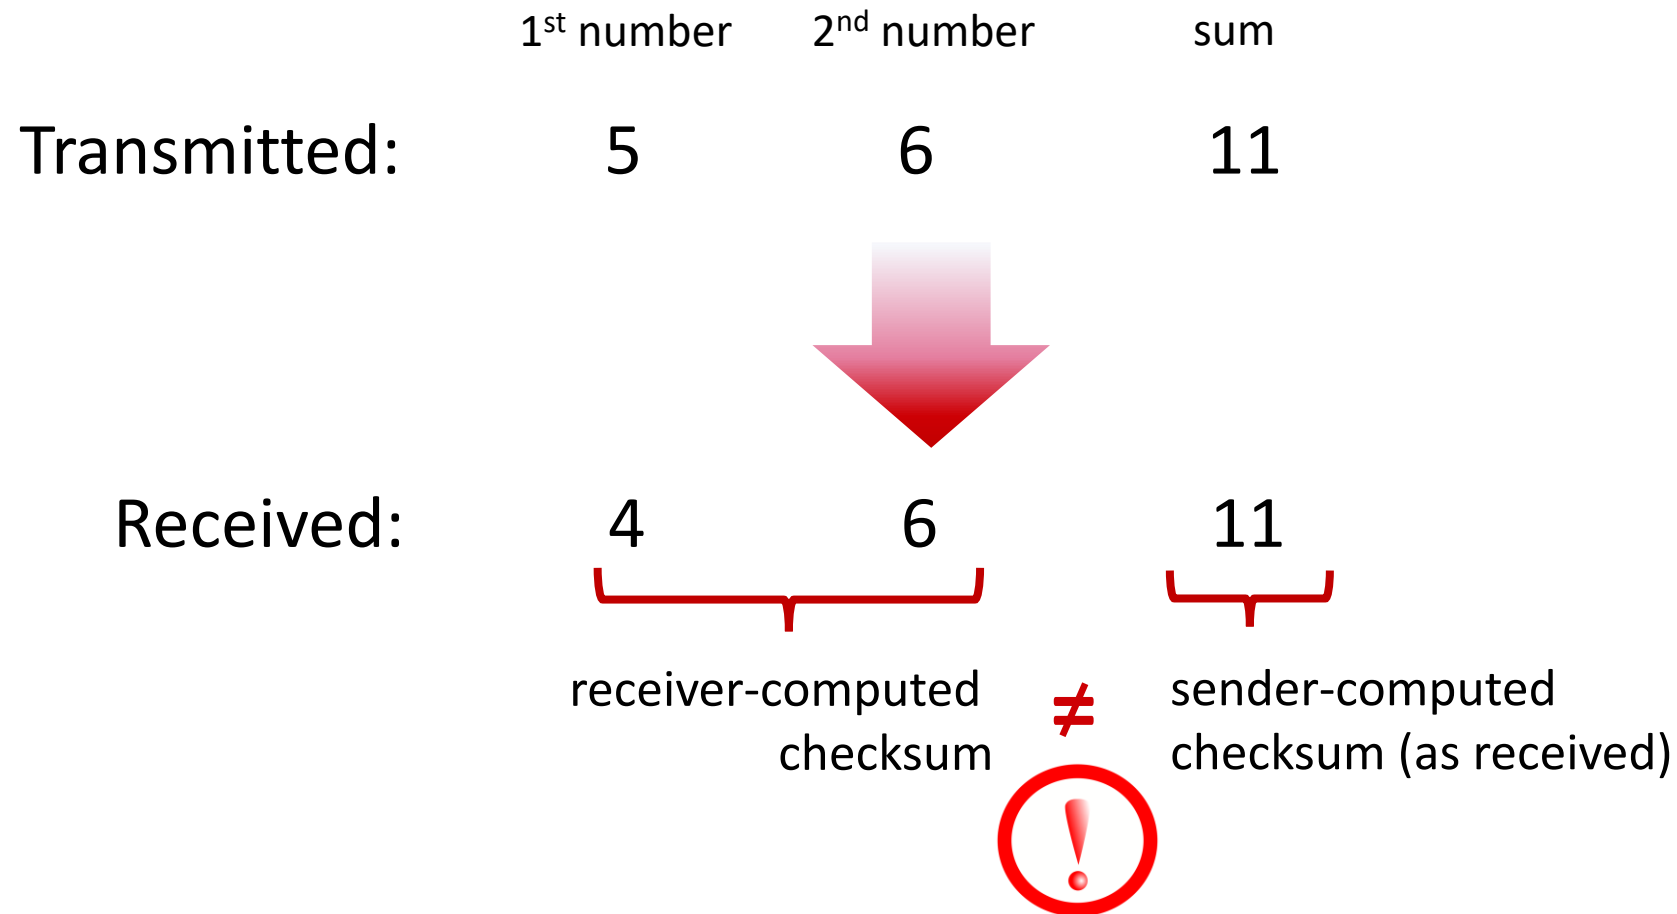 1st number 2nd number sum
Transmitted: 5 6 11
Received: 4 6 11
receiver-computed ≠ sender-computed
checksum checksum (as received)
!